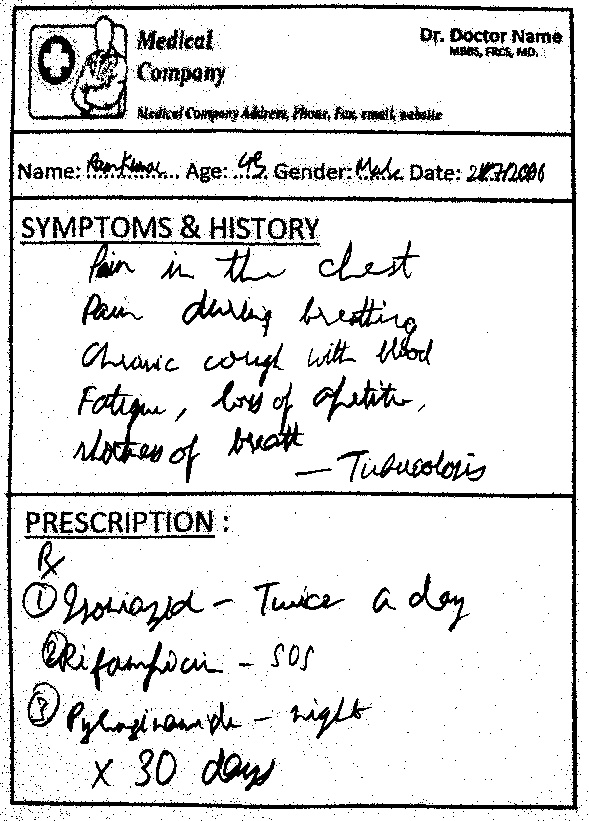 Medical
Company
Dr. Doctor Name
MBBS, FRCS, MD.
Medical Company Address, Phone, Fax, email, website
Name: Ram Kumar Age: 43 Gender: Male Date: /7/2006
SYMPTOMS & HISTORY
Pain in the chest
Pain during breathing
Chronic cough with blood
Fatigue, loss of apetite,
shortness of breath
— Tuberculosis
PRESCRIPTION :
Rx
① Isoniazid - Twice a day
② Rifampicin - SOS
③ Pyrazinamide - night
x 30 days